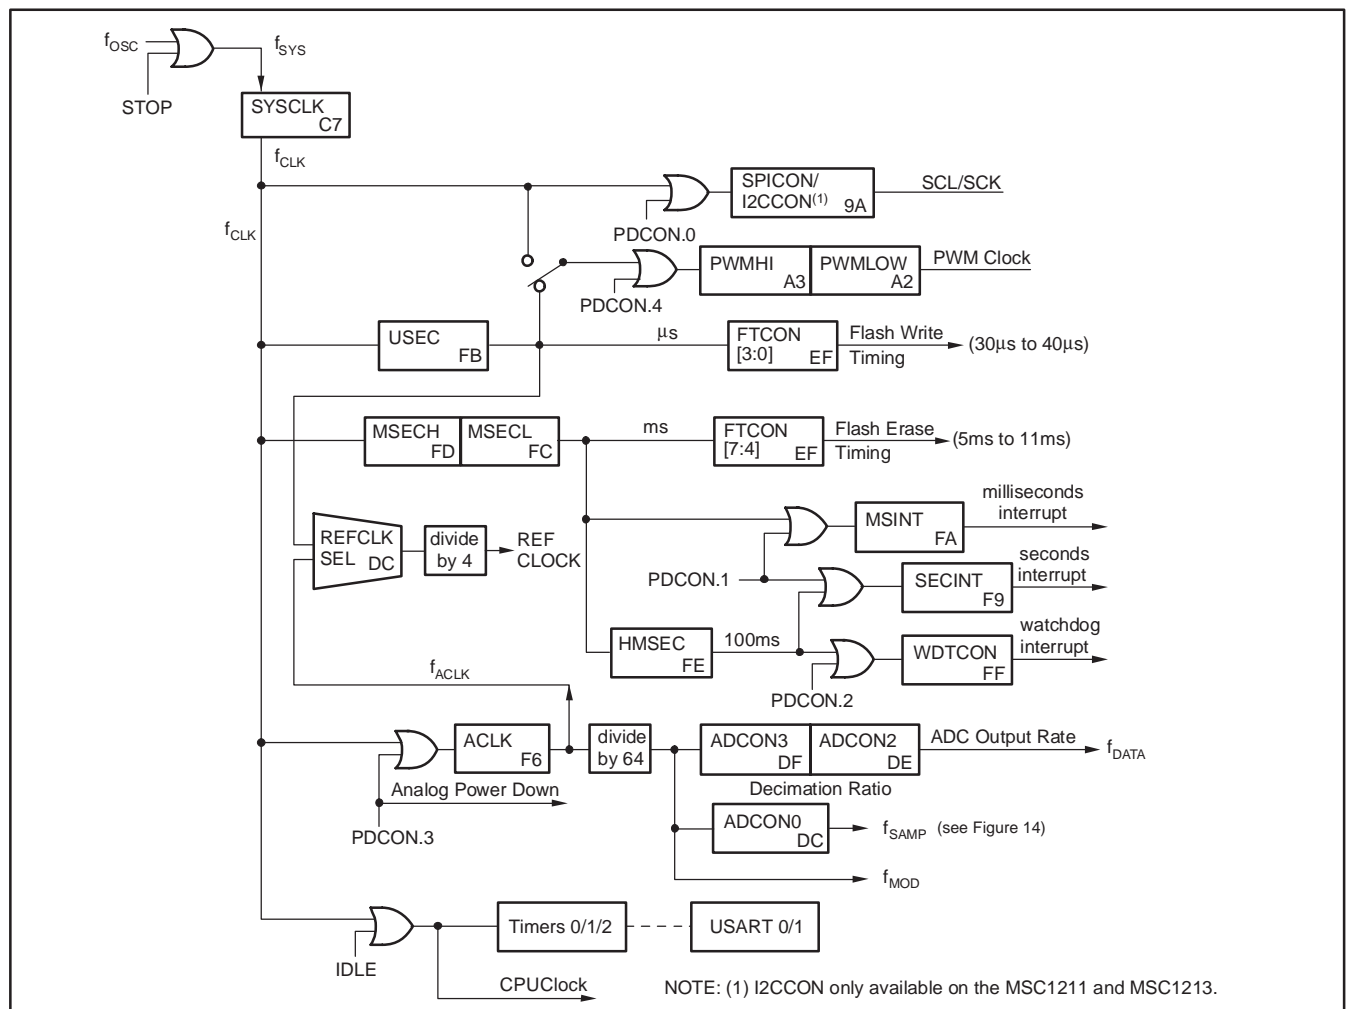 fOSC
fSYS
STOP
SYSCLK
C7
fCLK
SPICON/
I2CCON(1)
9A
SCL/SCK
PDCON.0
fCLK
PWMHI
A3
PWMLOW
A2
PWM Clock
PDCON.4
USEC
FB
µs
FTCON
[3:0]
EF
Flash Write
Timing
(30µs to 40µs)
MSECH
FD
MSECL
FC
ms
FTCON
[7:4]
EF
Flash Erase
Timing
(5ms to 11ms)
milliseconds
interrupt
MSINT
FA
REFCLK
SEL
DC
divide
by 4
REF
CLOCK
PDCON.1
seconds
interrupt
SECINT
F9
HMSEC
FE
100ms
watchdog
interrupt
WDTCON
FF
PDCON.2
fACLK
ACLK
F6
divide
by 64
ADCON3
DF
ADCON2
DE
ADC Output Rate
fDATA
Analog Power Down
Decimation Ratio
PDCON.3
ADCON0
DC
fSAMP (see Figure 14)
fMOD
Timers 0/1/2
USART 0/1
IDLE
CPUClock
NOTE: (1) I2CCON only available on the MSC1211 and MSC1213.